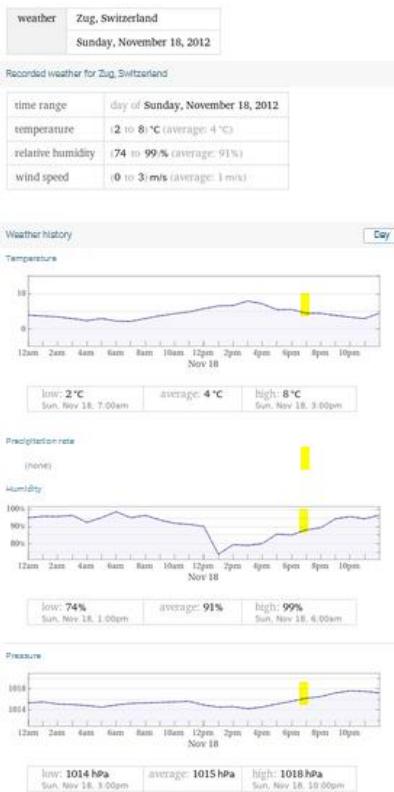 weather Zug, Switzerland
Sunday, November 18, 2012
Recorded weather for Zug, Switzerland
time range day of Sunday, November 18, 2012
temperature (2 to 8) °C (average: 4 °C)
relative humidity (74 to 99)% (average: 91%)
wind speed (0 to 3) m/s (average: 1 m/s)
Weather history Day
Temperature
10
0
12am 2am 4am 6am 8am 10am 12pm 2pm 4pm 6pm 8pm 10pm
Nov 18
low: 2 °C average: 4 °C high: 8 °C
Sun, Nov 18, 7:00am Sun, Nov 18, 3:00pm
Precipitation rate
(none)
Humidity
100%
90%
80%
12am 2am 4am 6am 8am 10am 12pm 2pm 4pm 6pm 8pm 10pm
Nov 18
low: 74% average: 91% high: 99%
Sun, Nov 18, 1:00pm Sun, Nov 18, 6:00am
Pressure
1018
1014
12am 2am 4am 6am 8am 10am 12pm 2pm 4pm 6pm 8pm 10pm
Nov 18
low: 1014 hPa average: 1015 hPa high: 1018 hPa
Sun, Nov 18, 3:00pm Sun, Nov 18, 10:00pm